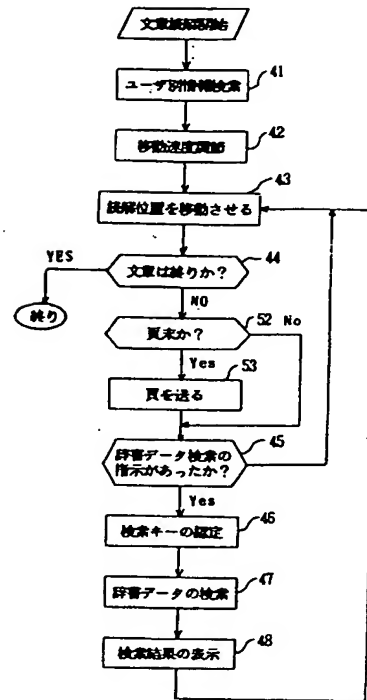 文章読解開始
41
ユーザ別情報検索
42
移動速度調節
43
読解位置を移動させる
44
YES
文章は終りか?
終り
NO
52
No
頁末か?
Yes
53
頁を送る
45
辞書データ検索の
指示があったか?
Yes
46
検索キーの認定
47
辞書データの検索
48
検索結果の表示